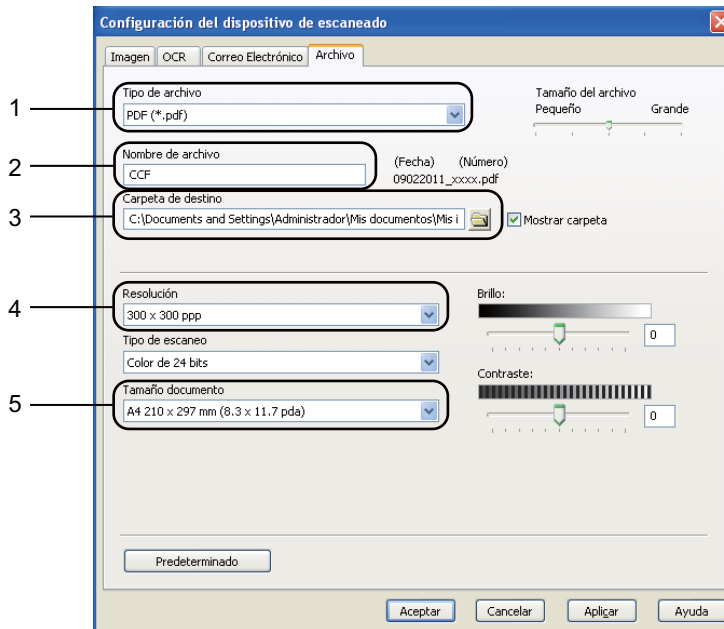 Configuración del dispositivo de escaneado
Imagen OCR Correo Electrónico Archivo
1
Tipo de archivo
PDF (*.pdf)
Tamaño del archivo
Pequeño Grande
2
Nombre de archivo
CCF
(Fecha) (Número)
09022011_xxxx.pdf
3
Carpeta de destino
C:\Documents and Settings\Administrador\Mis documentos\Mis i
Mostrar carpeta
4
Resolución
300 x 300 ppp
Tipo de escaneo
Color de 24 bits
5
Tamaño documento
A4 210 x 297 mm (8.3 x 11.7 pda)
Brillo:
0
Contraste:
0
Predeterminado
Aceptar Cancelar Aplicar Ayuda